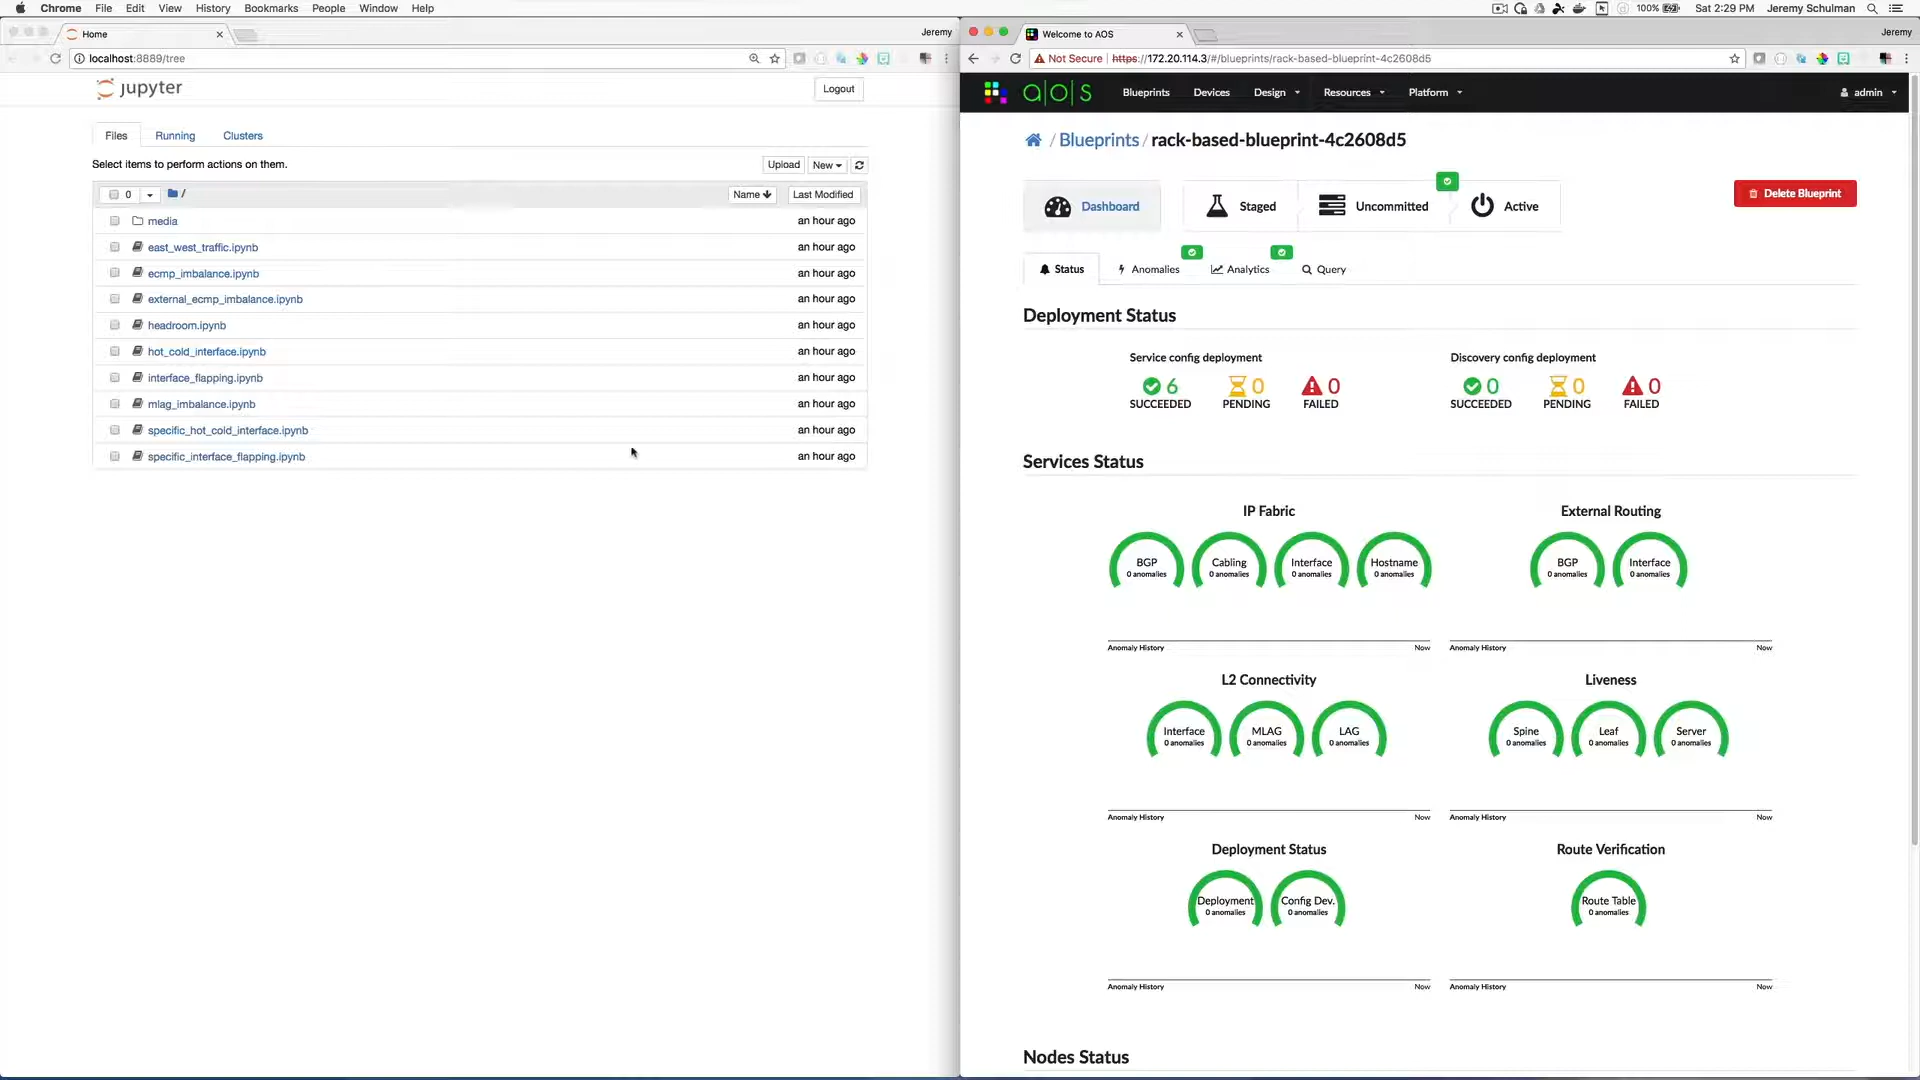 Chrome File Edit View History Bookmarks People Window Help
100% Sat 2:29 PM Jeremy Schulman
Home
Jeremy
localhost:8889/tree
jupyter
Logout
Files Running Clusters
Select items to perform actions on them.
Upload New
0 /
Name Last Modified
media an hour ago
east_west_traffic.ipynb an hour ago
ecmp_imbalance.ipynb an hour ago
external_ecmp_imbalance.ipynb an hour ago
headroom.ipynb an hour ago
hot_cold_interface.ipynb an hour ago
interface_flapping.ipynb an hour ago
mlag_imbalance.ipynb an hour ago
specific_hot_cold_interface.ipynb an hour ago
specific_interface_flapping.ipynb an hour ago
Welcome to AOS
Jeremy
Not Secure | https://172.20.114.3/#/blueprints/rack-based-blueprint-4c2608d5
a|o|s Blueprints Devices Design Resources Platform admin
/ Blueprints / rack-based-blueprint-4c2608d5
Dashboard Staged Uncommitted Active
Delete Blueprint
Status Anomalies Analytics Query
Deployment Status
Service config deployment Discovery config deployment
6 0 0 0 0 0
SUCCEEDED PENDING FAILED SUCCEEDED PENDING FAILED
Services Status
IP Fabric External Routing
BGP Cabling Interface Hostname BGP Interface
0 anomalies 0 anomalies 0 anomalies 0 anomalies 0 anomalies 0 anomalies
Anomaly History Now Anomaly History Now
L2 Connectivity Liveness
Interface MLAG LAG Spine Leaf Server
0 anomalies 0 anomalies 0 anomalies 0 anomalies 0 anomalies 0 anomalies
Anomaly History Now Anomaly History Now
Deployment Status Route Verification
Deployment Config Dev. Route Table
0 anomalies 0 anomalies 0 anomalies
Anomaly History Now Anomaly History Now
Nodes Status